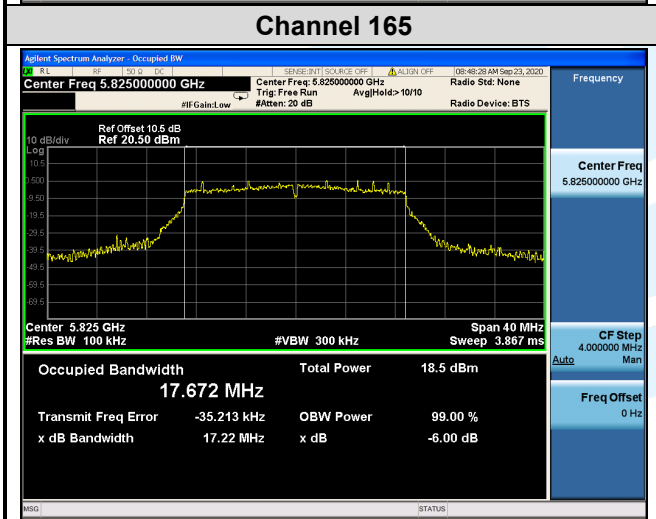 Channel 165
Agilent Spectrum Analyzer - Occupied BW
RL RF 50 Ω DC SENSE:INT SOURCE OFF ALIGN OFF 08:48:28 AM Sep 23, 2020
Center Freq 5.825000000 GHz Center Freq: 5.825000000 GHz Radio Std: None
Trig: Free Run Avg|Hold:>10/10
#IFGain:Low #Atten: 20 dB Radio Device: BTS
Frequency
Ref Offset 10.5 dB
10 dB/div Ref 20.50 dBm
Log
10.5
0.500
-9.50
-19.5
-29.5
-39.5
-49.5
-59.5
-69.5
Center 5.825 GHz Span 40 MHz
#Res BW 100 kHz #VBW 300 kHz Sweep 3.867 ms
Occupied Bandwidth Total Power 18.5 dBm
17.672 MHz
Transmit Freq Error -35.213 kHz OBW Power 99.00 %
x dB Bandwidth 17.22 MHz x dB -6.00 dB
Center Freq
5.825000000 GHz
CF Step
4.000000 MHz
Auto Man
Freq Offset
0 Hz
MSG STATUS